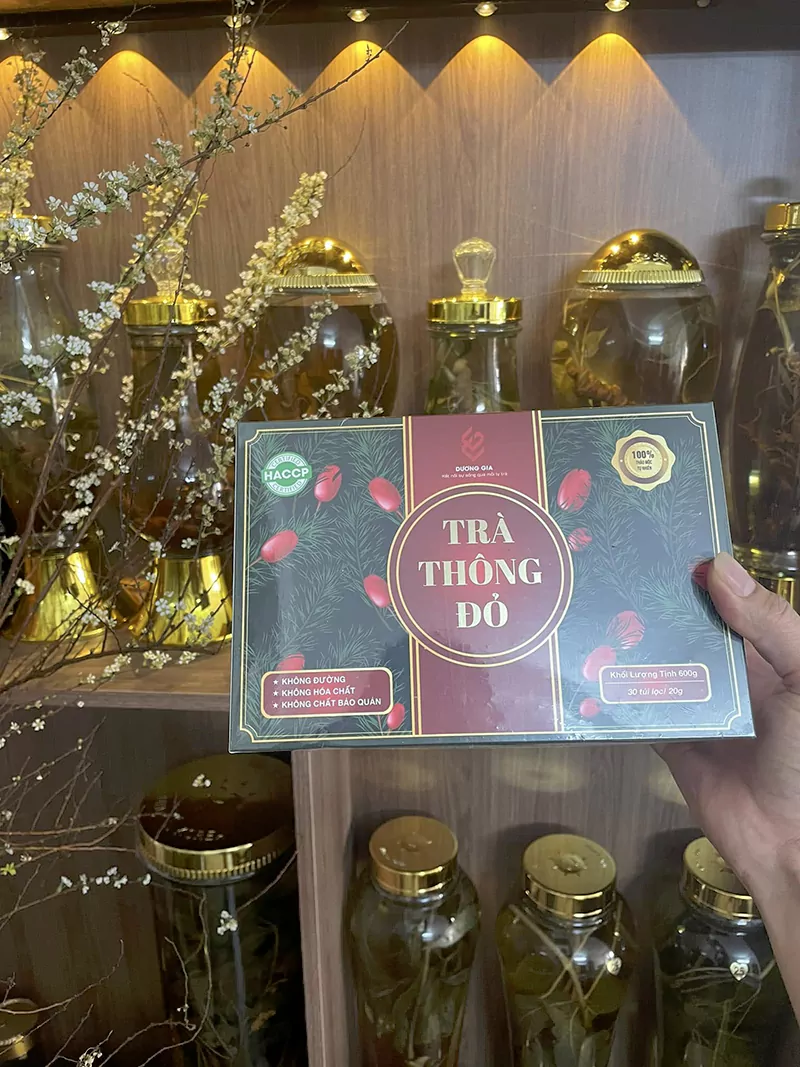 DƯƠNG GIA
HACCP
100%
THẢO MỘC
TỰ NHIÊN
TRÀ
THÔNG
ĐỎ
★ KHÔNG ĐƯỜNG
★ KHÔNG HÓA CHẤT
★ KHÔNG CHẤT BẢO QUẢN
Khối Lượng Tịnh 600g
30 túi lọc/ 20g
25